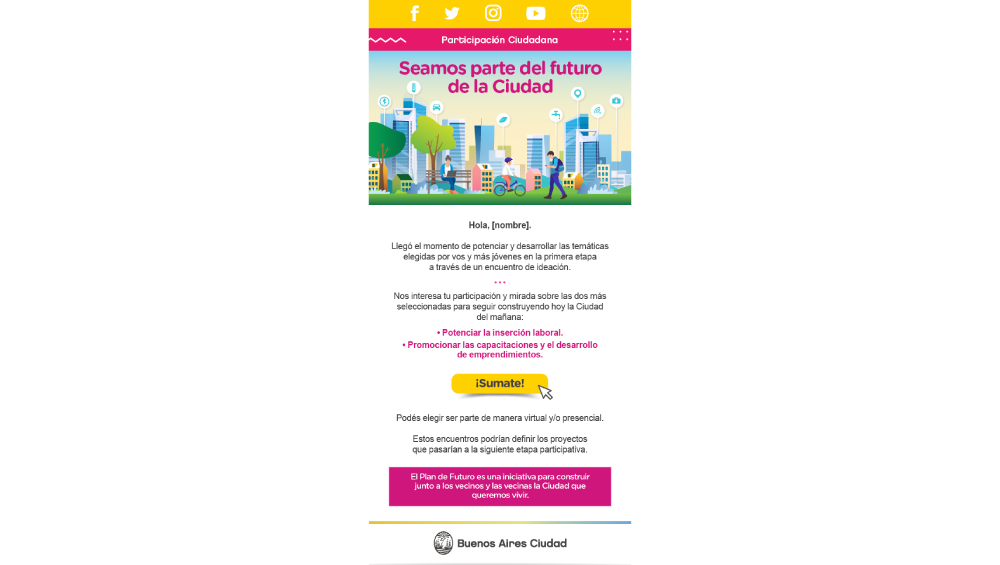 Participación Ciudadana
Seamos parte del futuro
de la Ciudad
Hola, [nombre].
Llegó el momento de potenciar y desarrollar las temáticas
elegidas por vos y más jóvenes en la primera etapa
a través de un encuentro de ideación.
Nos interesa tu participación y mirada sobre las dos más
seleccionadas para seguir construyendo hoy la Ciudad
del mañana:
• Potenciar la inserción laboral.
• Promocionar las capacitaciones y el desarrollo
de emprendimientos.
¡Sumate!
Podés elegir ser parte de manera virtual y/o presencial.
Estos encuentros podrían definir los proyectos
que pasarían a la siguiente etapa participativa.
El Plan de Futuro es una iniciativa para construir
junto a los vecinos y las vecinas la Ciudad que
queremos vivir.
Buenos Aires Ciudad